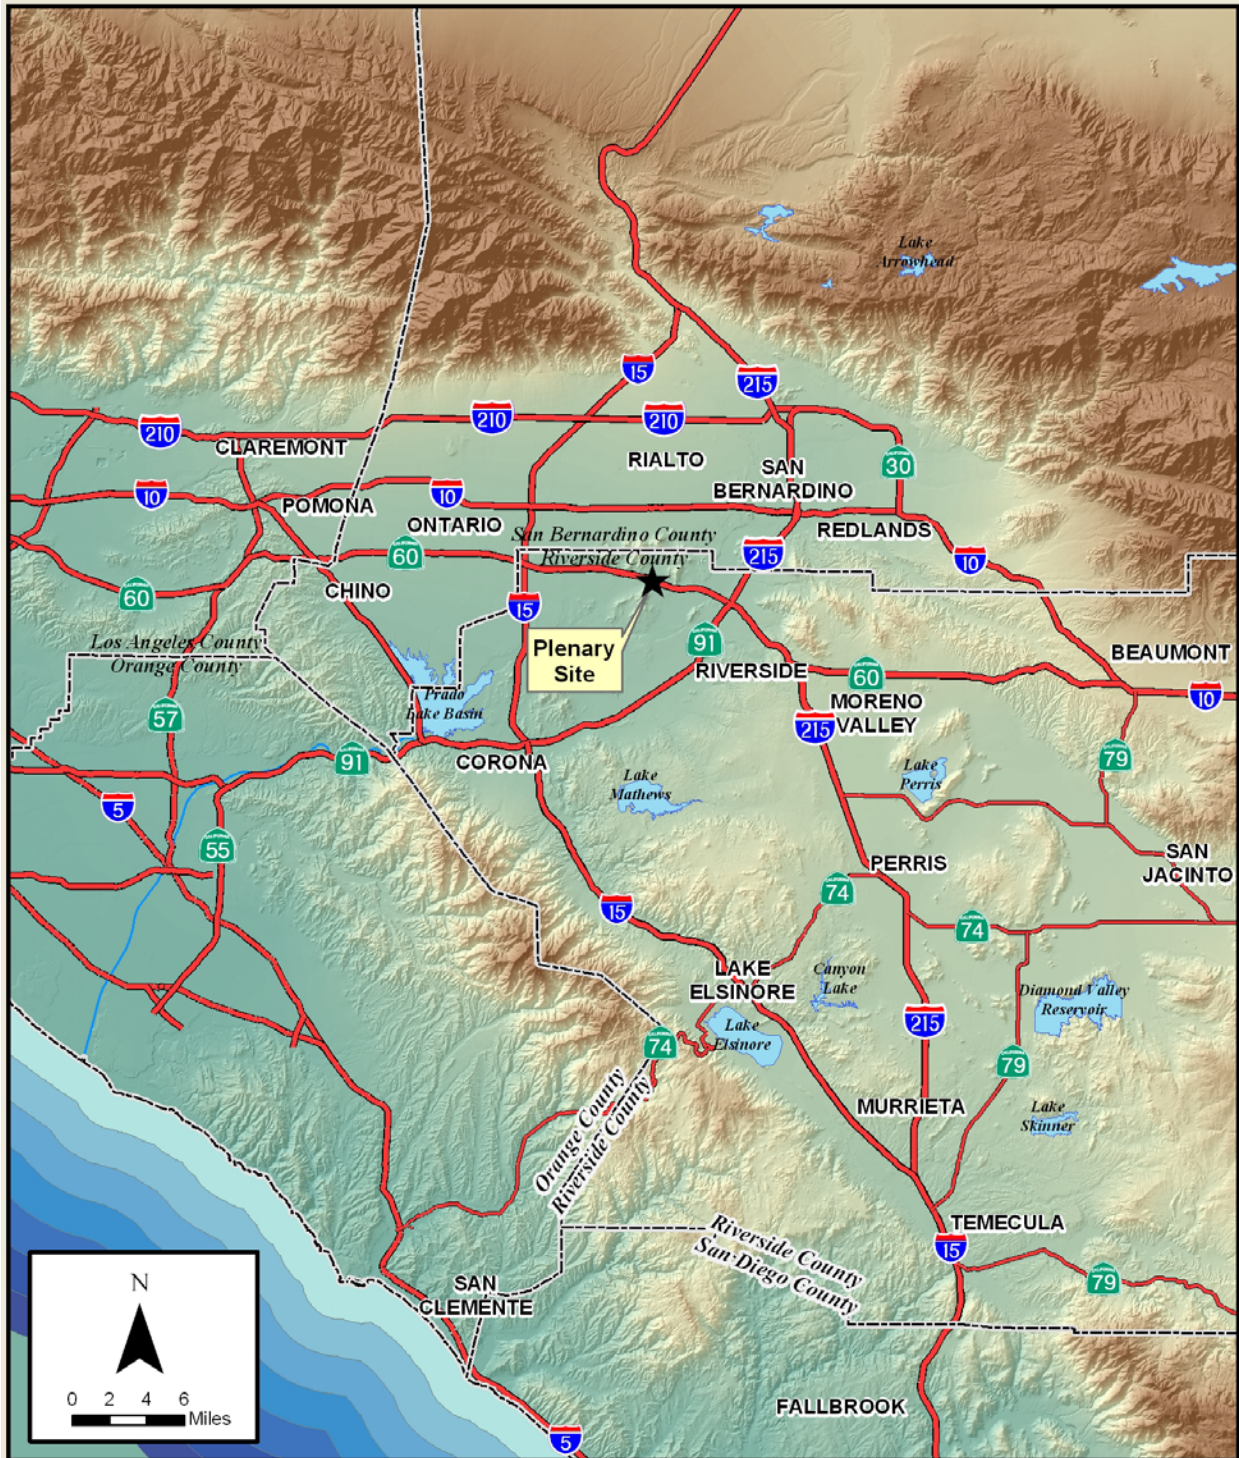 Lake
Arrowhead
15
215
210
210
210
CLAREMONT
RIALTO
SAN
BERNARDINO
30
10
POMONA
10
ONTARIO
REDLANDS
San Bernardino County
Riverside County
60
215
10
60
CHINO
15
Plenary
Site
91
Los Angeles County
Orange County
RIVERSIDE
60
BEAUMONT
10
Prado
Lake Basin
MORENO
VALLEY
57
215
91
CORONA
79
Lake
Mathews
Lake
Perris
5
55
PERRIS
SAN
JACINTO
74
15
74
LAKE
ELSINORE
Canyon
Lake
Diamond Valley
Reservoir
Lake
Elsinore
215
74
79
Orange County
Riverside County
MURRIETA
Lake
Skinner
TEMECULA
Riverside County
San Diego County
15
79
SAN
CLEMENTE
N
0 2 4 6
Miles
FALLBROOK
5